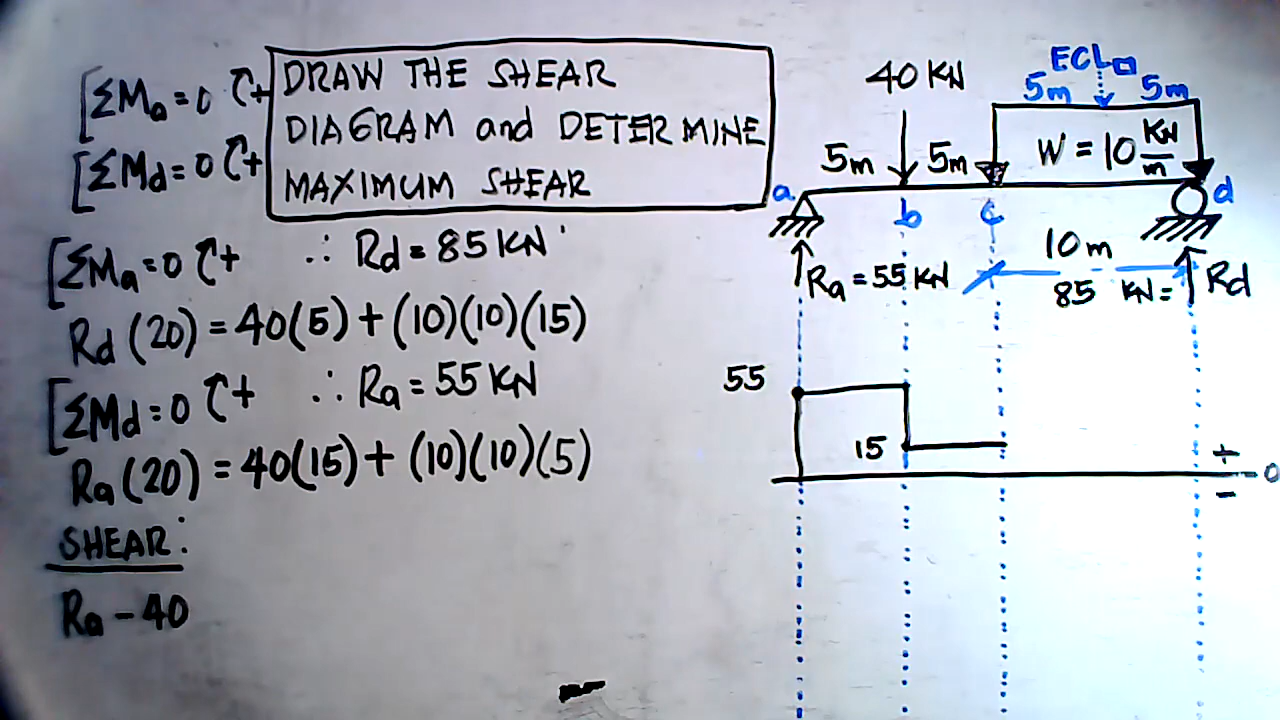 [ΣMa=0 ↻+
[ΣMd=0 ↻+
DRAW THE SHEAR
DIAGRAM and DETERMINE
MAXIMUM SHEAR
[ΣMa=0 ↻+ ∴ Rd = 85 KN
Rd (20) = 40(5) + (10)(10)(15)
[ΣMd=0 ↻+ ∴ Ra = 55 KN
Ra (20) = 40(15) + (10)(10)(5)
SHEAR:
Ra - 40
ECL
40 KN
5m 5m
5m 5m W = 10 KN/m
a b c d
10 m
Ra = 55 KN
85 KN = Rd
55
15
+
0
-